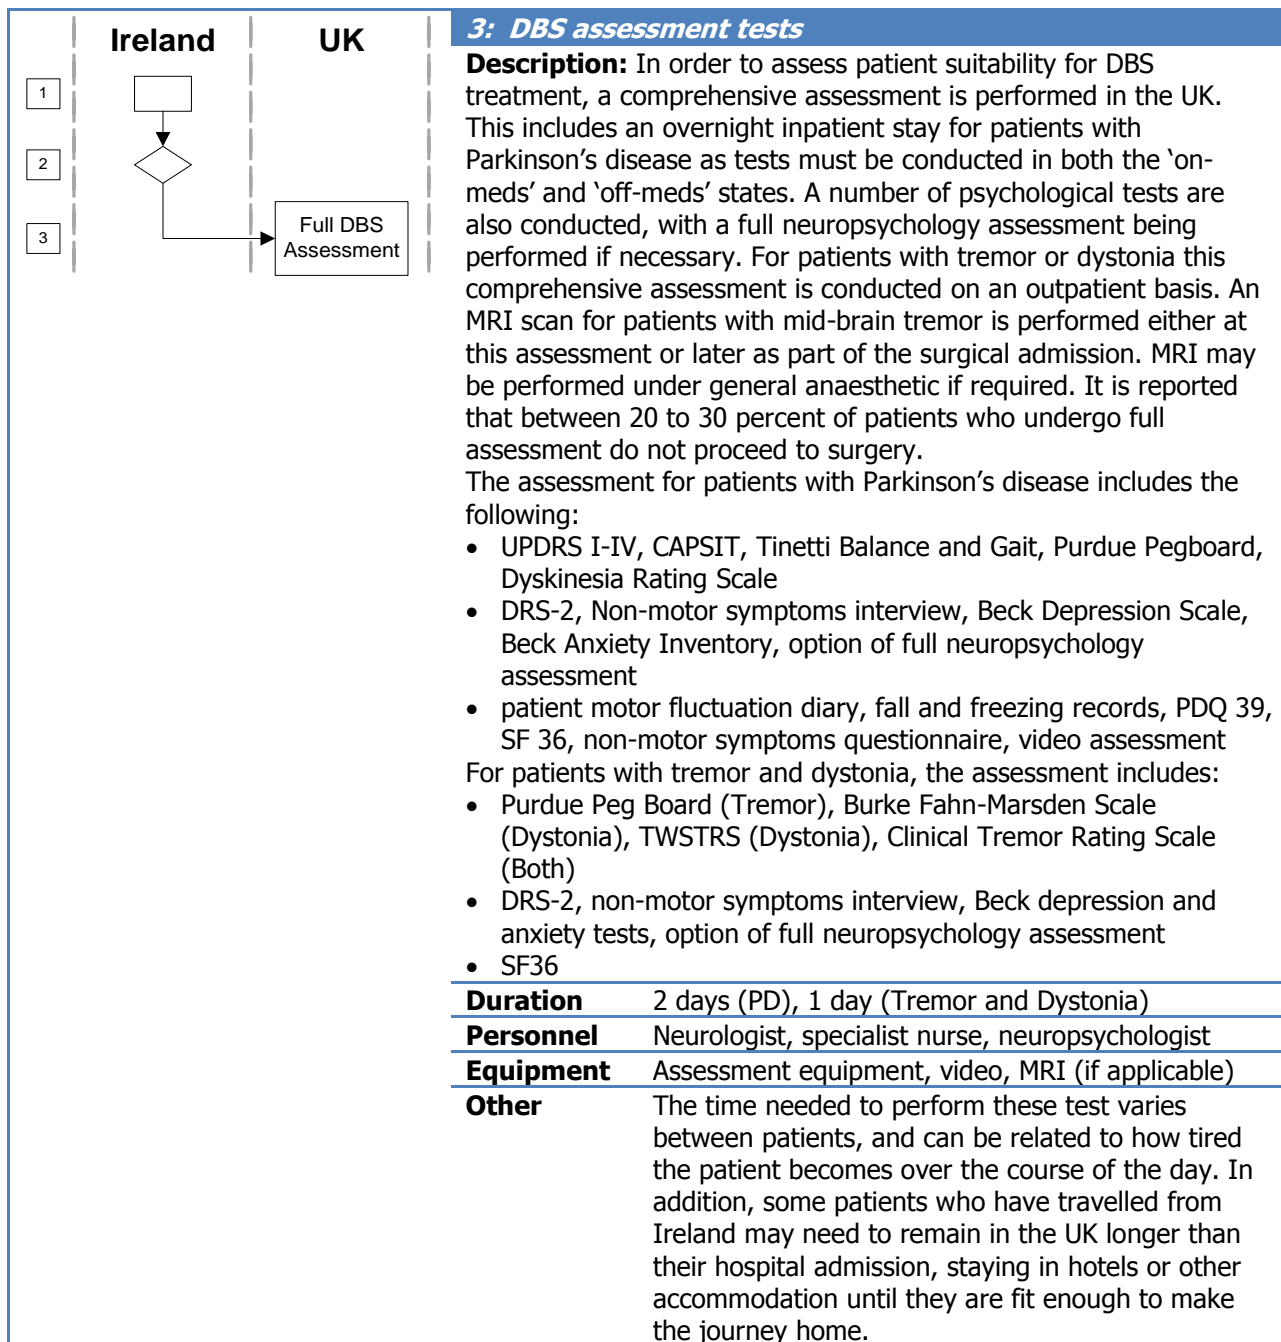 Ireland
UK
1
2
3
Full DBS
Assessment
3: DBS assessment tests
Description: In order to assess patient suitability for DBS
treatment, a comprehensive assessment is performed in the UK.
This includes an overnight inpatient stay for patients with
Parkinson’s disease as tests must be conducted in both the ‘on-
meds’ and ‘off-meds’ states. A number of psychological tests are
also conducted, with a full neuropsychology assessment being
performed if necessary. For patients with tremor or dystonia this
comprehensive assessment is conducted on an outpatient basis. An
MRI scan for patients with mid-brain tremor is performed either at
this assessment or later as part of the surgical admission. MRI may
be performed under general anaesthetic if required. It is reported
that between 20 to 30 percent of patients who undergo full
assessment do not proceed to surgery.
The assessment for patients with Parkinson’s disease includes the
following:
• UPDRS I-IV, CAPSIT, Tinetti Balance and Gait, Purdue Pegboard,
Dyskinesia Rating Scale
• DRS-2, Non-motor symptoms interview, Beck Depression Scale,
Beck Anxiety Inventory, option of full neuropsychology
assessment
• patient motor fluctuation diary, fall and freezing records, PDQ 39,
SF 36, non-motor symptoms questionnaire, video assessment
For patients with tremor and dystonia, the assessment includes:
• Purdue Peg Board (Tremor), Burke Fahn-Marsden Scale
(Dystonia), TWSTRS (Dystonia), Clinical Tremor Rating Scale
(Both)
• DRS-2, non-motor symptoms interview, Beck depression and
anxiety tests, option of full neuropsychology assessment
• SF36
Duration 2 days (PD), 1 day (Tremor and Dystonia)
Personnel Neurologist, specialist nurse, neuropsychologist
Equipment Assessment equipment, video, MRI (if applicable)
Other The time needed to perform these test varies
between patients, and can be related to how tired
the patient becomes over the course of the day. In
addition, some patients who have travelled from
Ireland may need to remain in the UK longer than
their hospital admission, staying in hotels or other
accommodation until they are fit enough to make
the journey home.